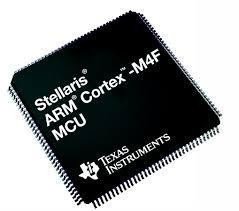 Stellaris®
ARM® Cortex™-M4F
MCU
TEXAS
INSTRUMENTS